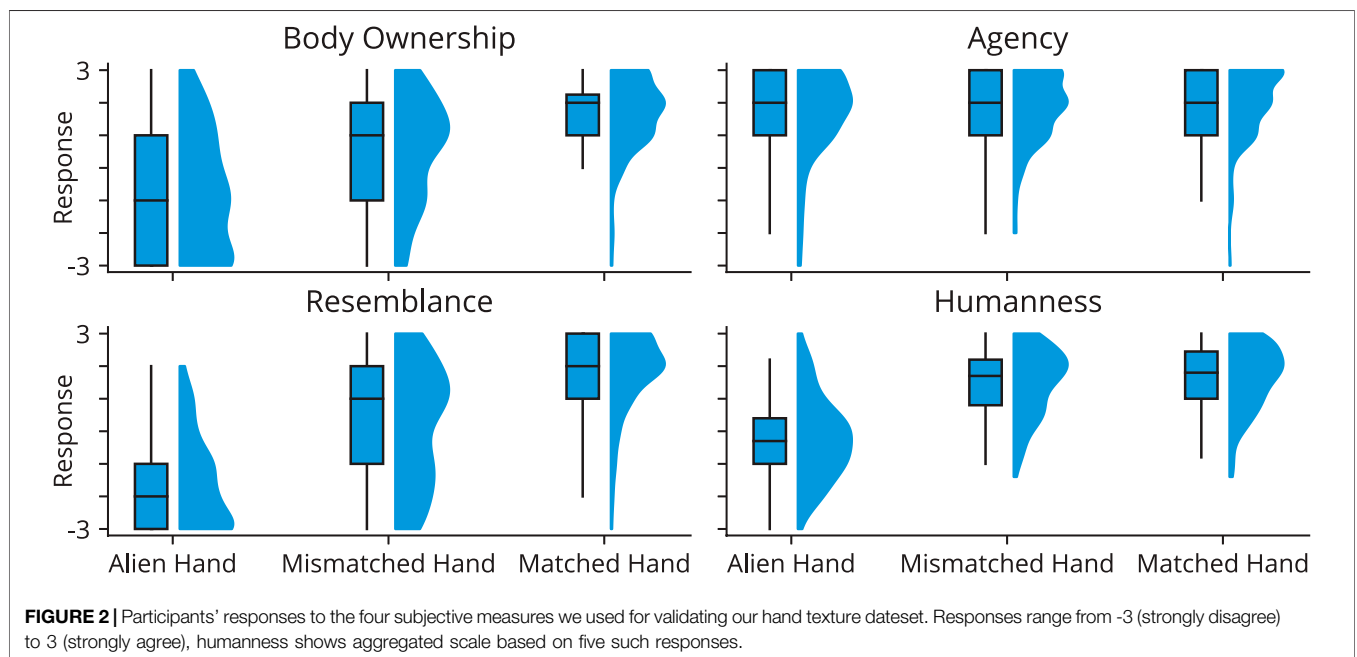 Body Ownership
Agency
3
Response
-3
Resemblance
Humanness
3
Response
-3
Alien Hand
Mismatched Hand
Matched Hand
Alien Hand
Mismatched Hand
Matched Hand
FIGURE 2 | Participants' responses to the four subjective measures we used for validating our hand texture dateset. Responses range from -3 (strongly disagree)
to 3 (strongly agree), humanness shows aggregated scale based on five such responses.